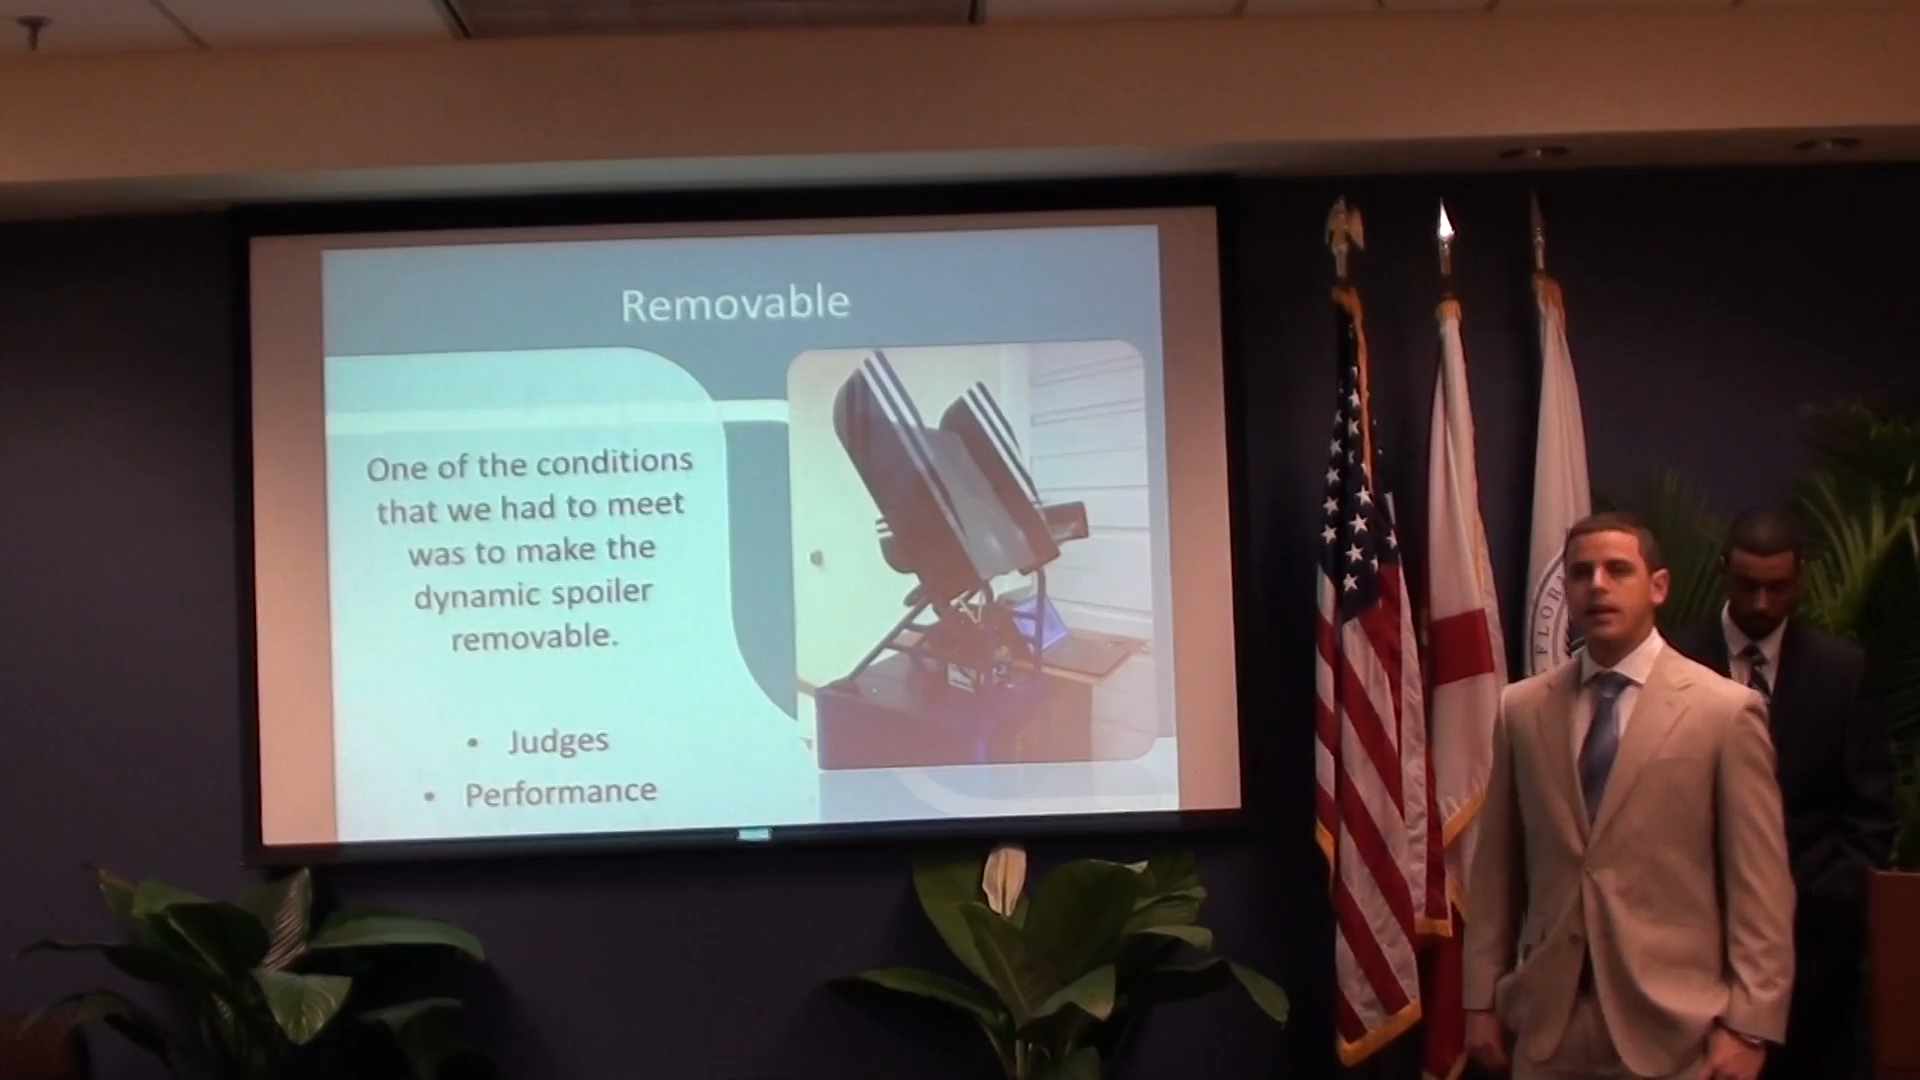 Removable
One of the conditions
that we had to meet
was to make the
dynamic spoiler
removable.
• Judges
• Performance
FLOR